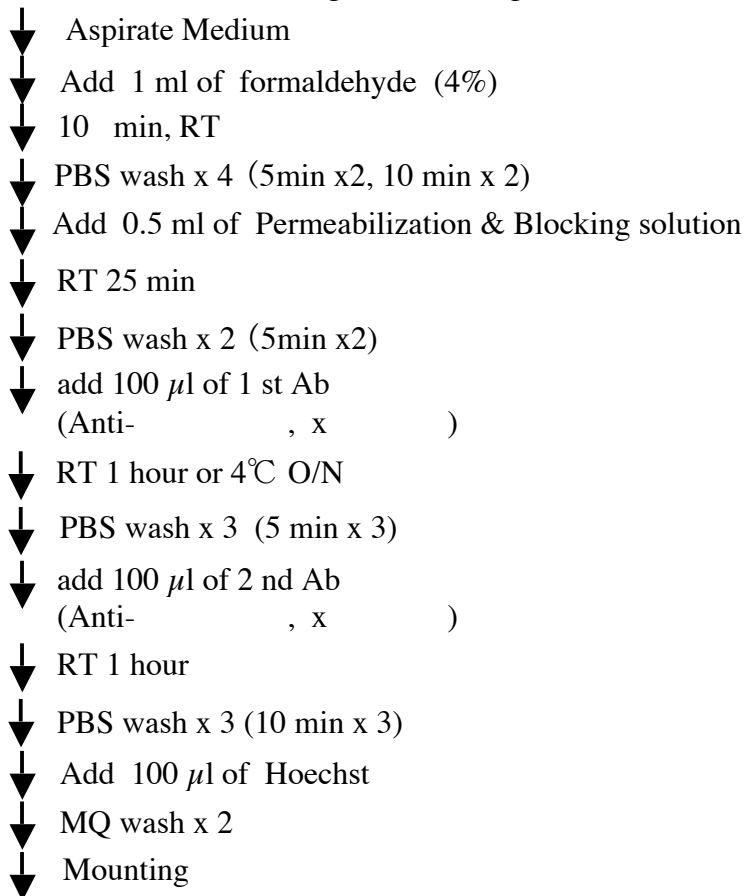 Aspirate Medium
Add 1 ml of formaldehyde (4%)
10 min, RT
PBS wash x 4（5min x2, 10 min x 2)
Add 0.5 ml of Permeabilization & Blocking solution
RT 25 min
PBS wash x 2（5min x2)
add 100 µl of 1 st Ab
(Anti- , x )
RT 1 hour or 4℃ O/N
PBS wash x 3 (5 min x 3)
add 100 µl of 2 nd Ab
(Anti- , x )
RT 1 hour
PBS wash x 3 (10 min x 3)
Add 100 µl of Hoechst
MQ wash x 2
Mounting